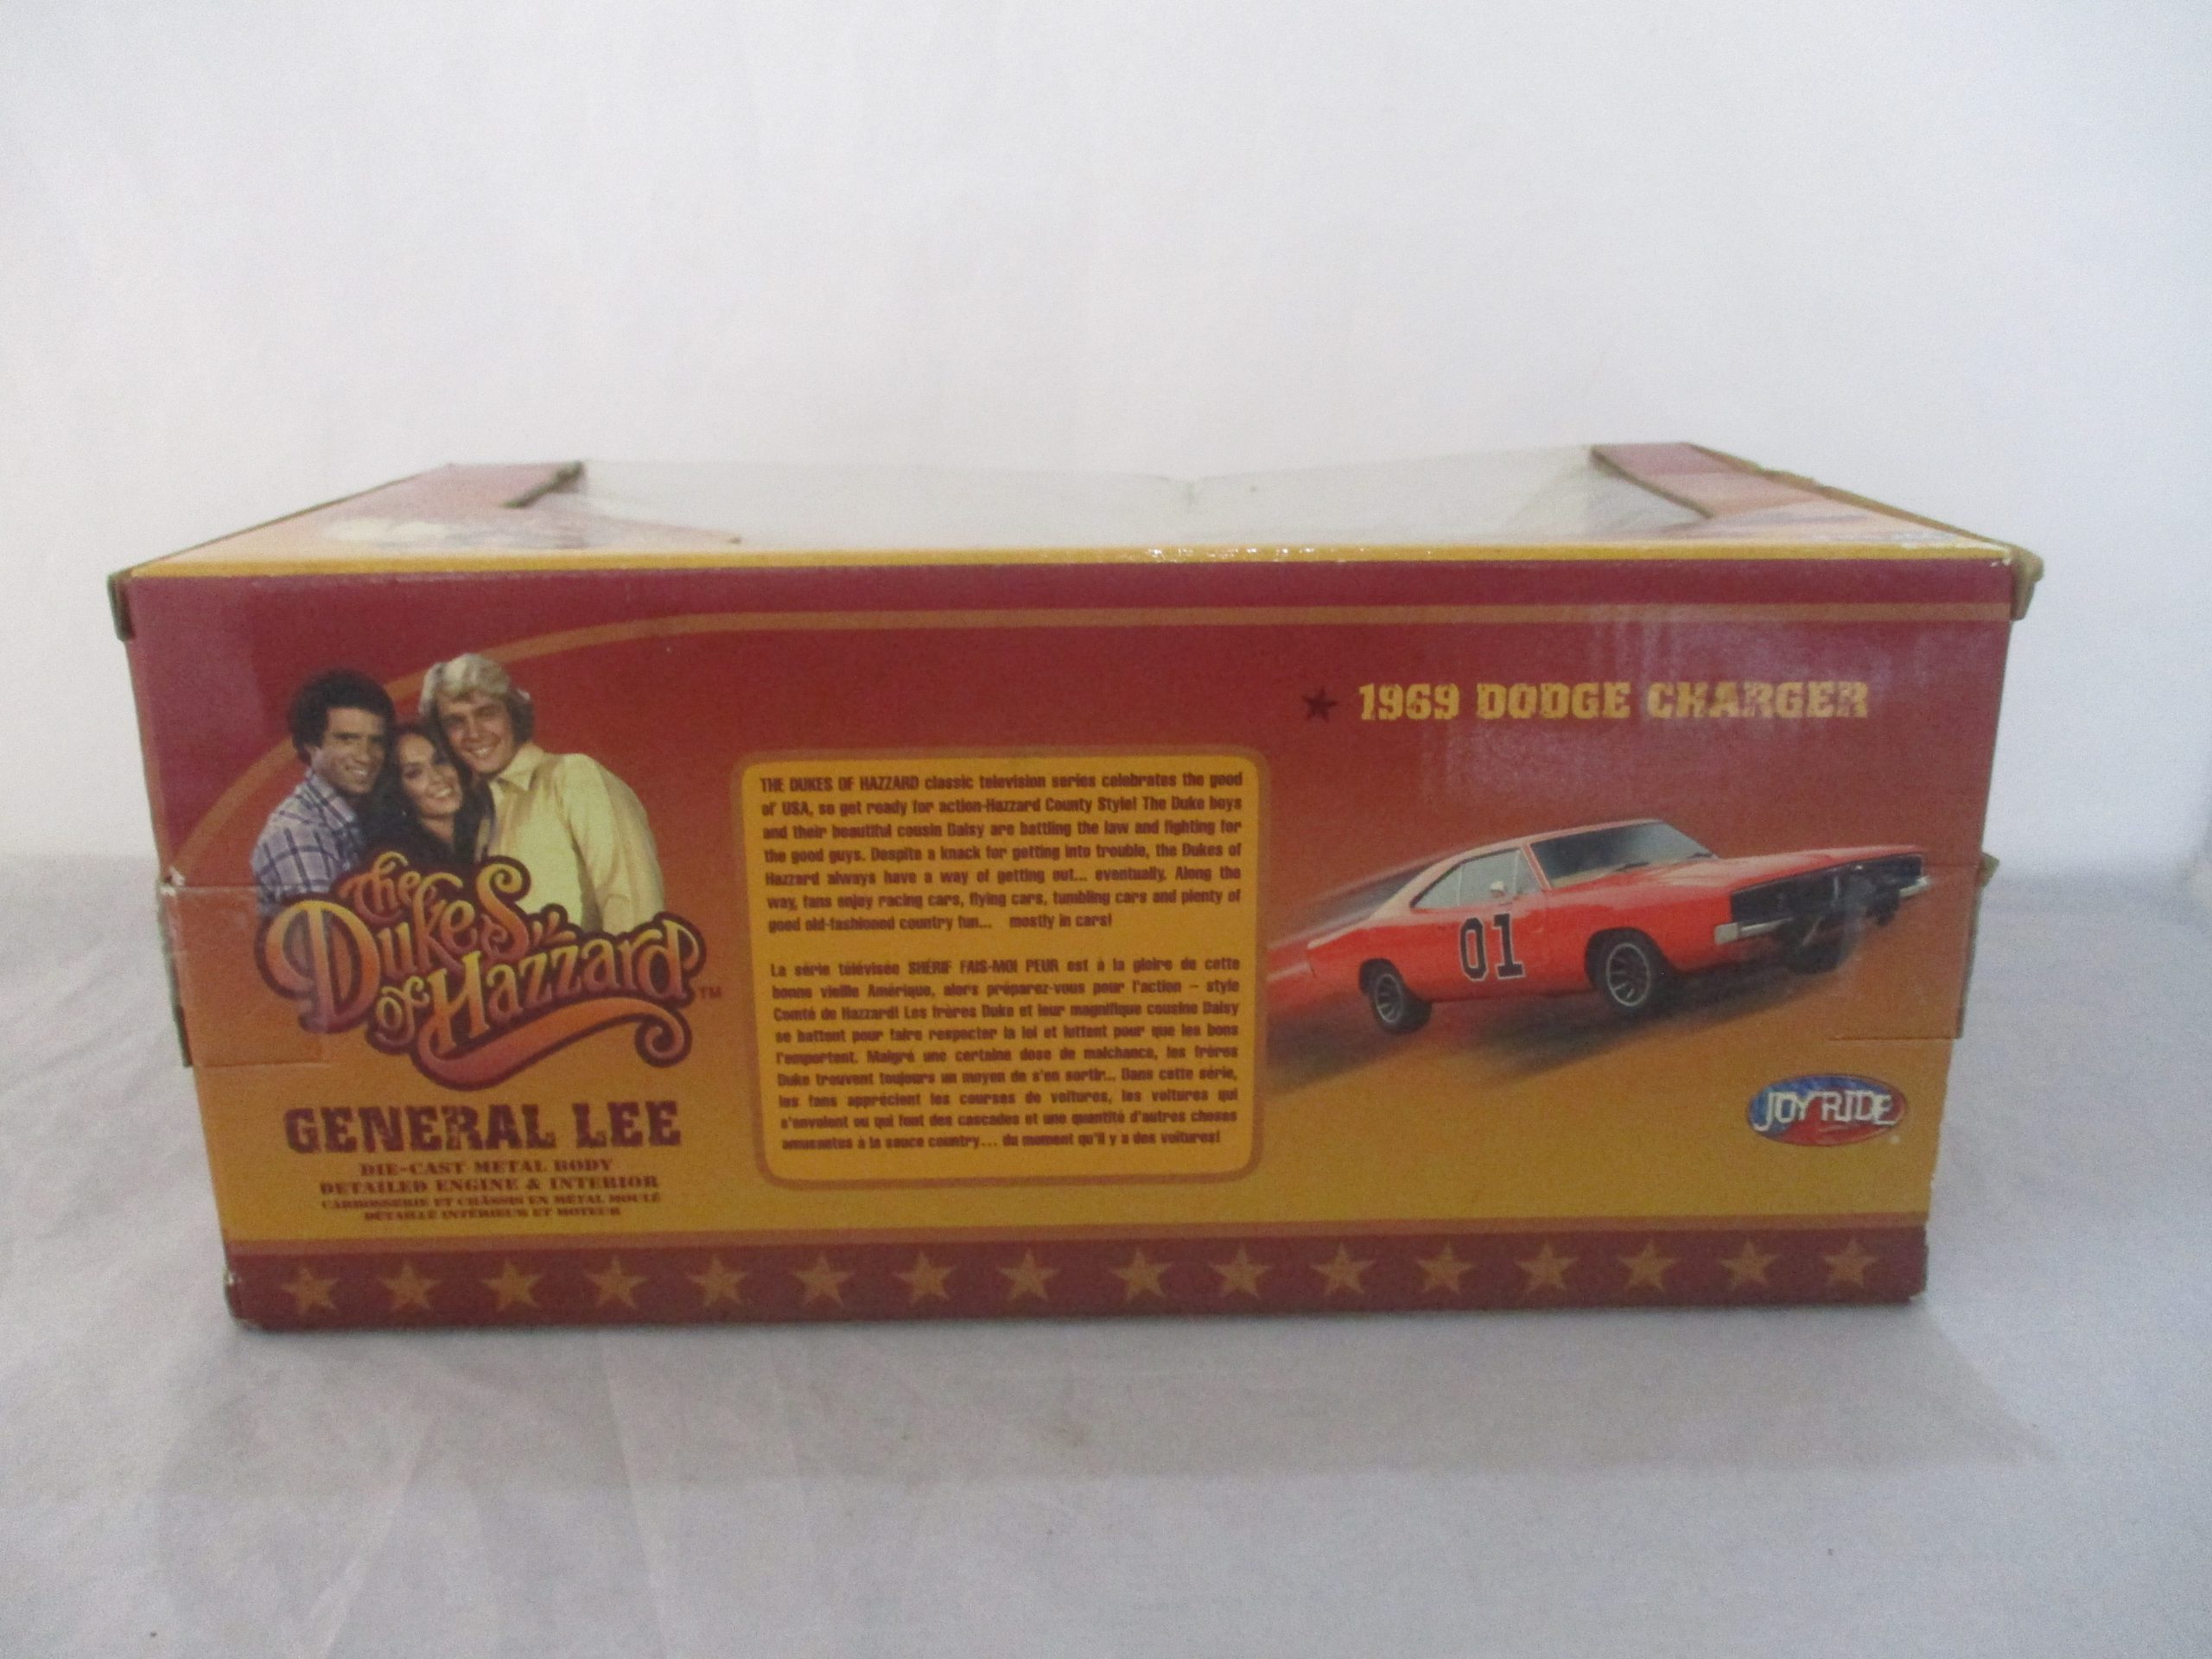 The
Dukes
of Hazzard™
GENERAL LEE
DIE-CAST METAL BODY
DETAILED ENGINE & INTERIOR
CARROSSERIE ET CHÂSSIS EN MÉTAL MOULÉ
DÉTAILLÉ INTÉRIEUR ET MOTEUR
THE DUKES OF HAZZARD classic television series celebrates the good
of USA, so get ready for action-Hazzard County Style! The Duke boys
and their beautiful cousin Daisy are battling the law and fighting for
the good guys. Despite a knack for getting into trouble, the Dukes of
Hazzard always have a way of getting out... eventually. Along the
way, fans enjoy racing cars, flying cars, tumbling cars and plenty of
good old-fashioned country fun... mostly in cars!
La série télévisée SHÉRIF FAIS-MOI PEUR est à la gloire de cette
bonne vieille Amérique, alors préparez-vous pour l'action – style
Comté de Hazzard! Les frères Duke et leur magnifique cousine Daisy
se battent pour faire respecter la loi et luttent pour que les bons
l'emportent. Malgré une certaine dose de malchance, les frères
Duke trouvent toujours un moyen de s'en sortir... Dans cette série,
les fans apprécient les courses de voitures, les voitures qui
s'envolent ou qui font des cascades et une quantité d'autres choses
amusantes à la sauce country... du moment qu'il y a des voitures!
1969 DODGE CHARGER
01
JOY RIDE